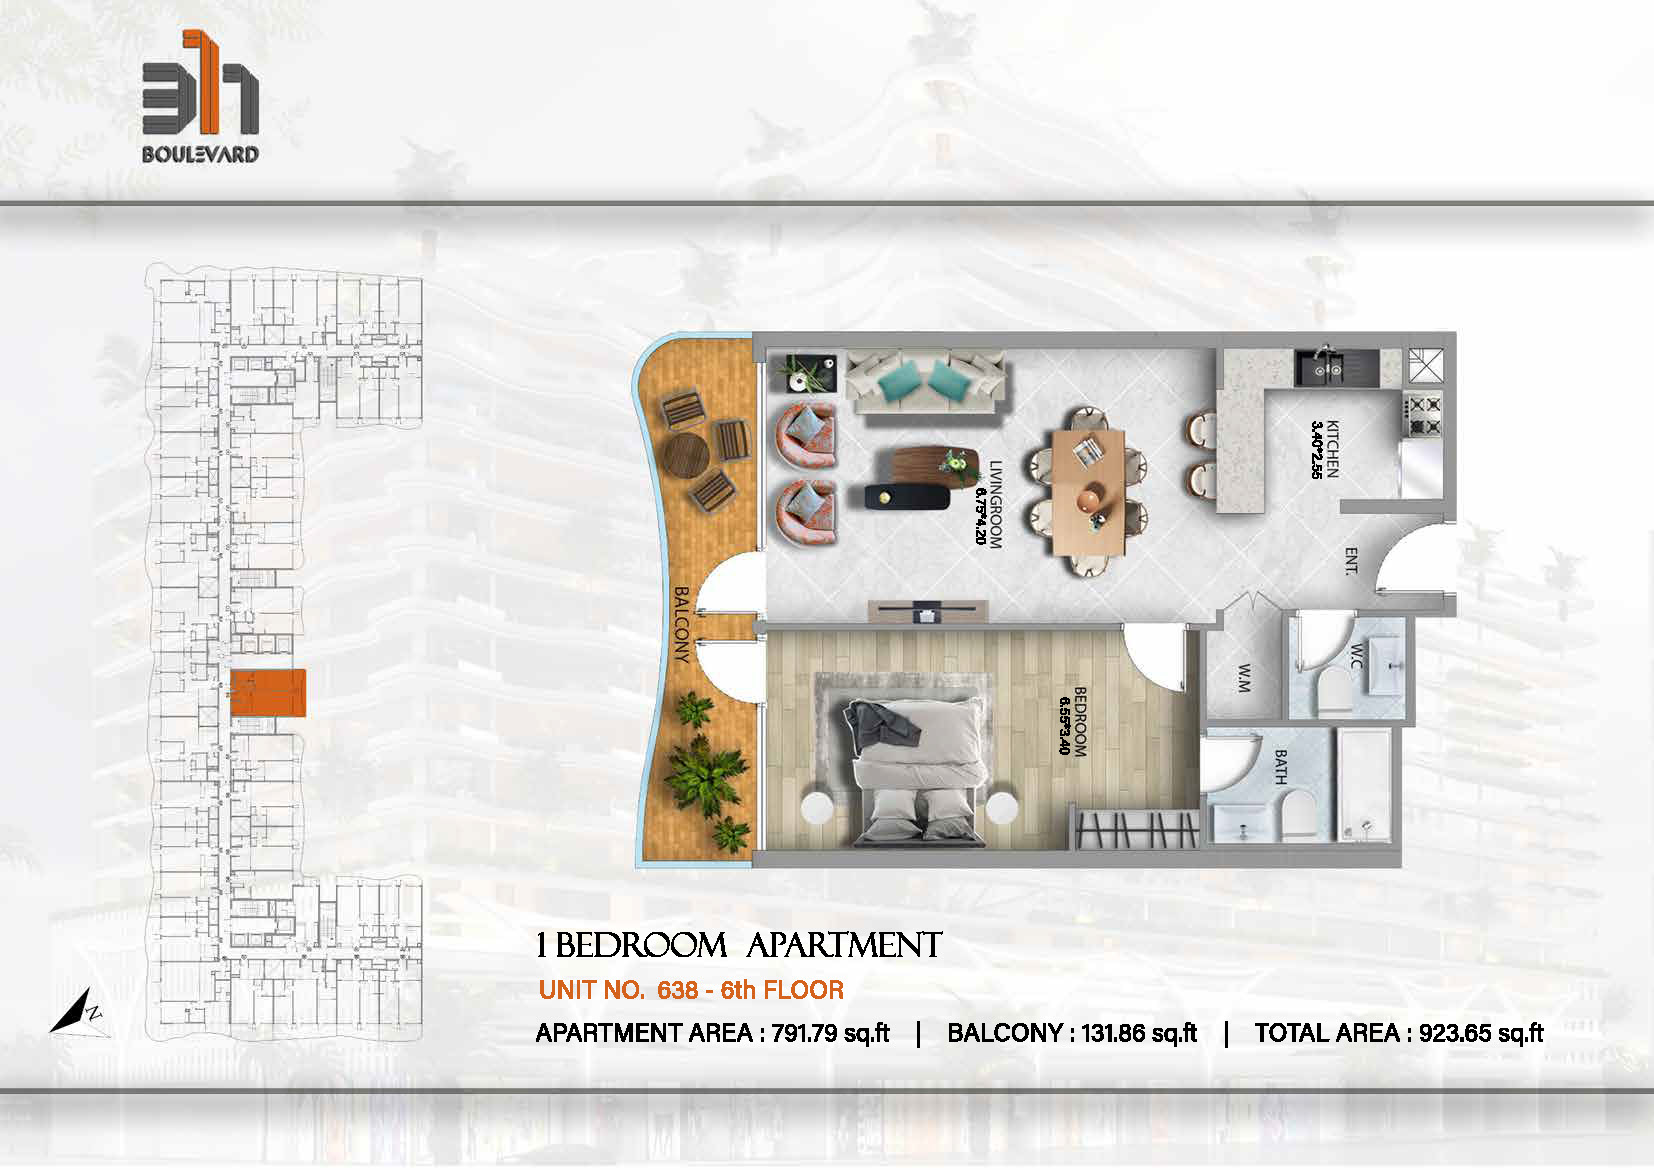 311
BOULEVARD
KITCHEN
3.40*2.55
LIVINGROOM
6.75*4.20
ENT.
BALCONY
W.C
W.M
BEDROOM
6.55*3.40
BATH
1 BEDROOM APARTMENT
UNIT NO. 638 - 6th FLOOR
APARTMENT AREA : 791.79 sq.ft | BALCONY : 131.86 sq.ft | TOTAL AREA : 923.65 sq.ft
N